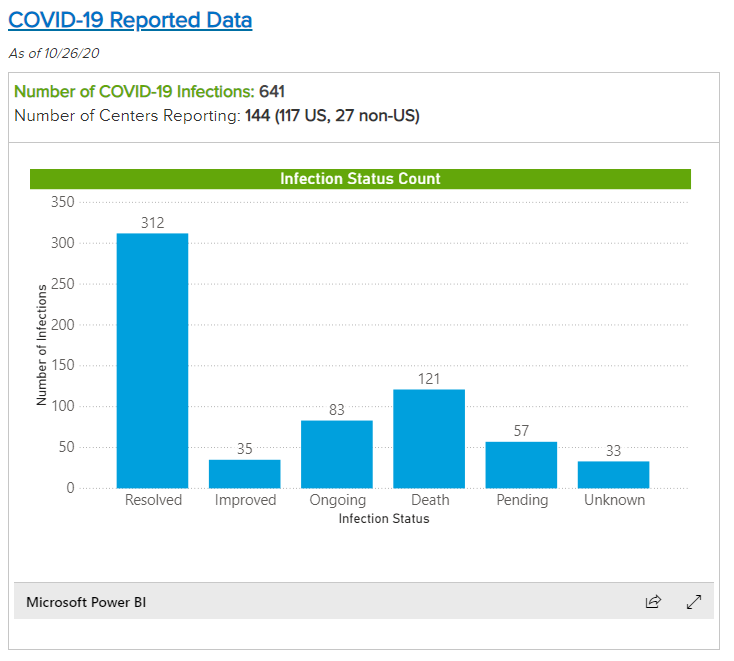 COVID-19 Reported Data
As of 10/26/20
Number of COVID-19 Infections: 641
Number of Centers Reporting: 144 (117 US, 27 non-US)
Infection Status Count
350
300
250
200
150
100
50
0
Number of Infections
312
35
83
121
57
33
Resolved Improved Ongoing Death Pending Unknown
Infection Status
Microsoft Power BI